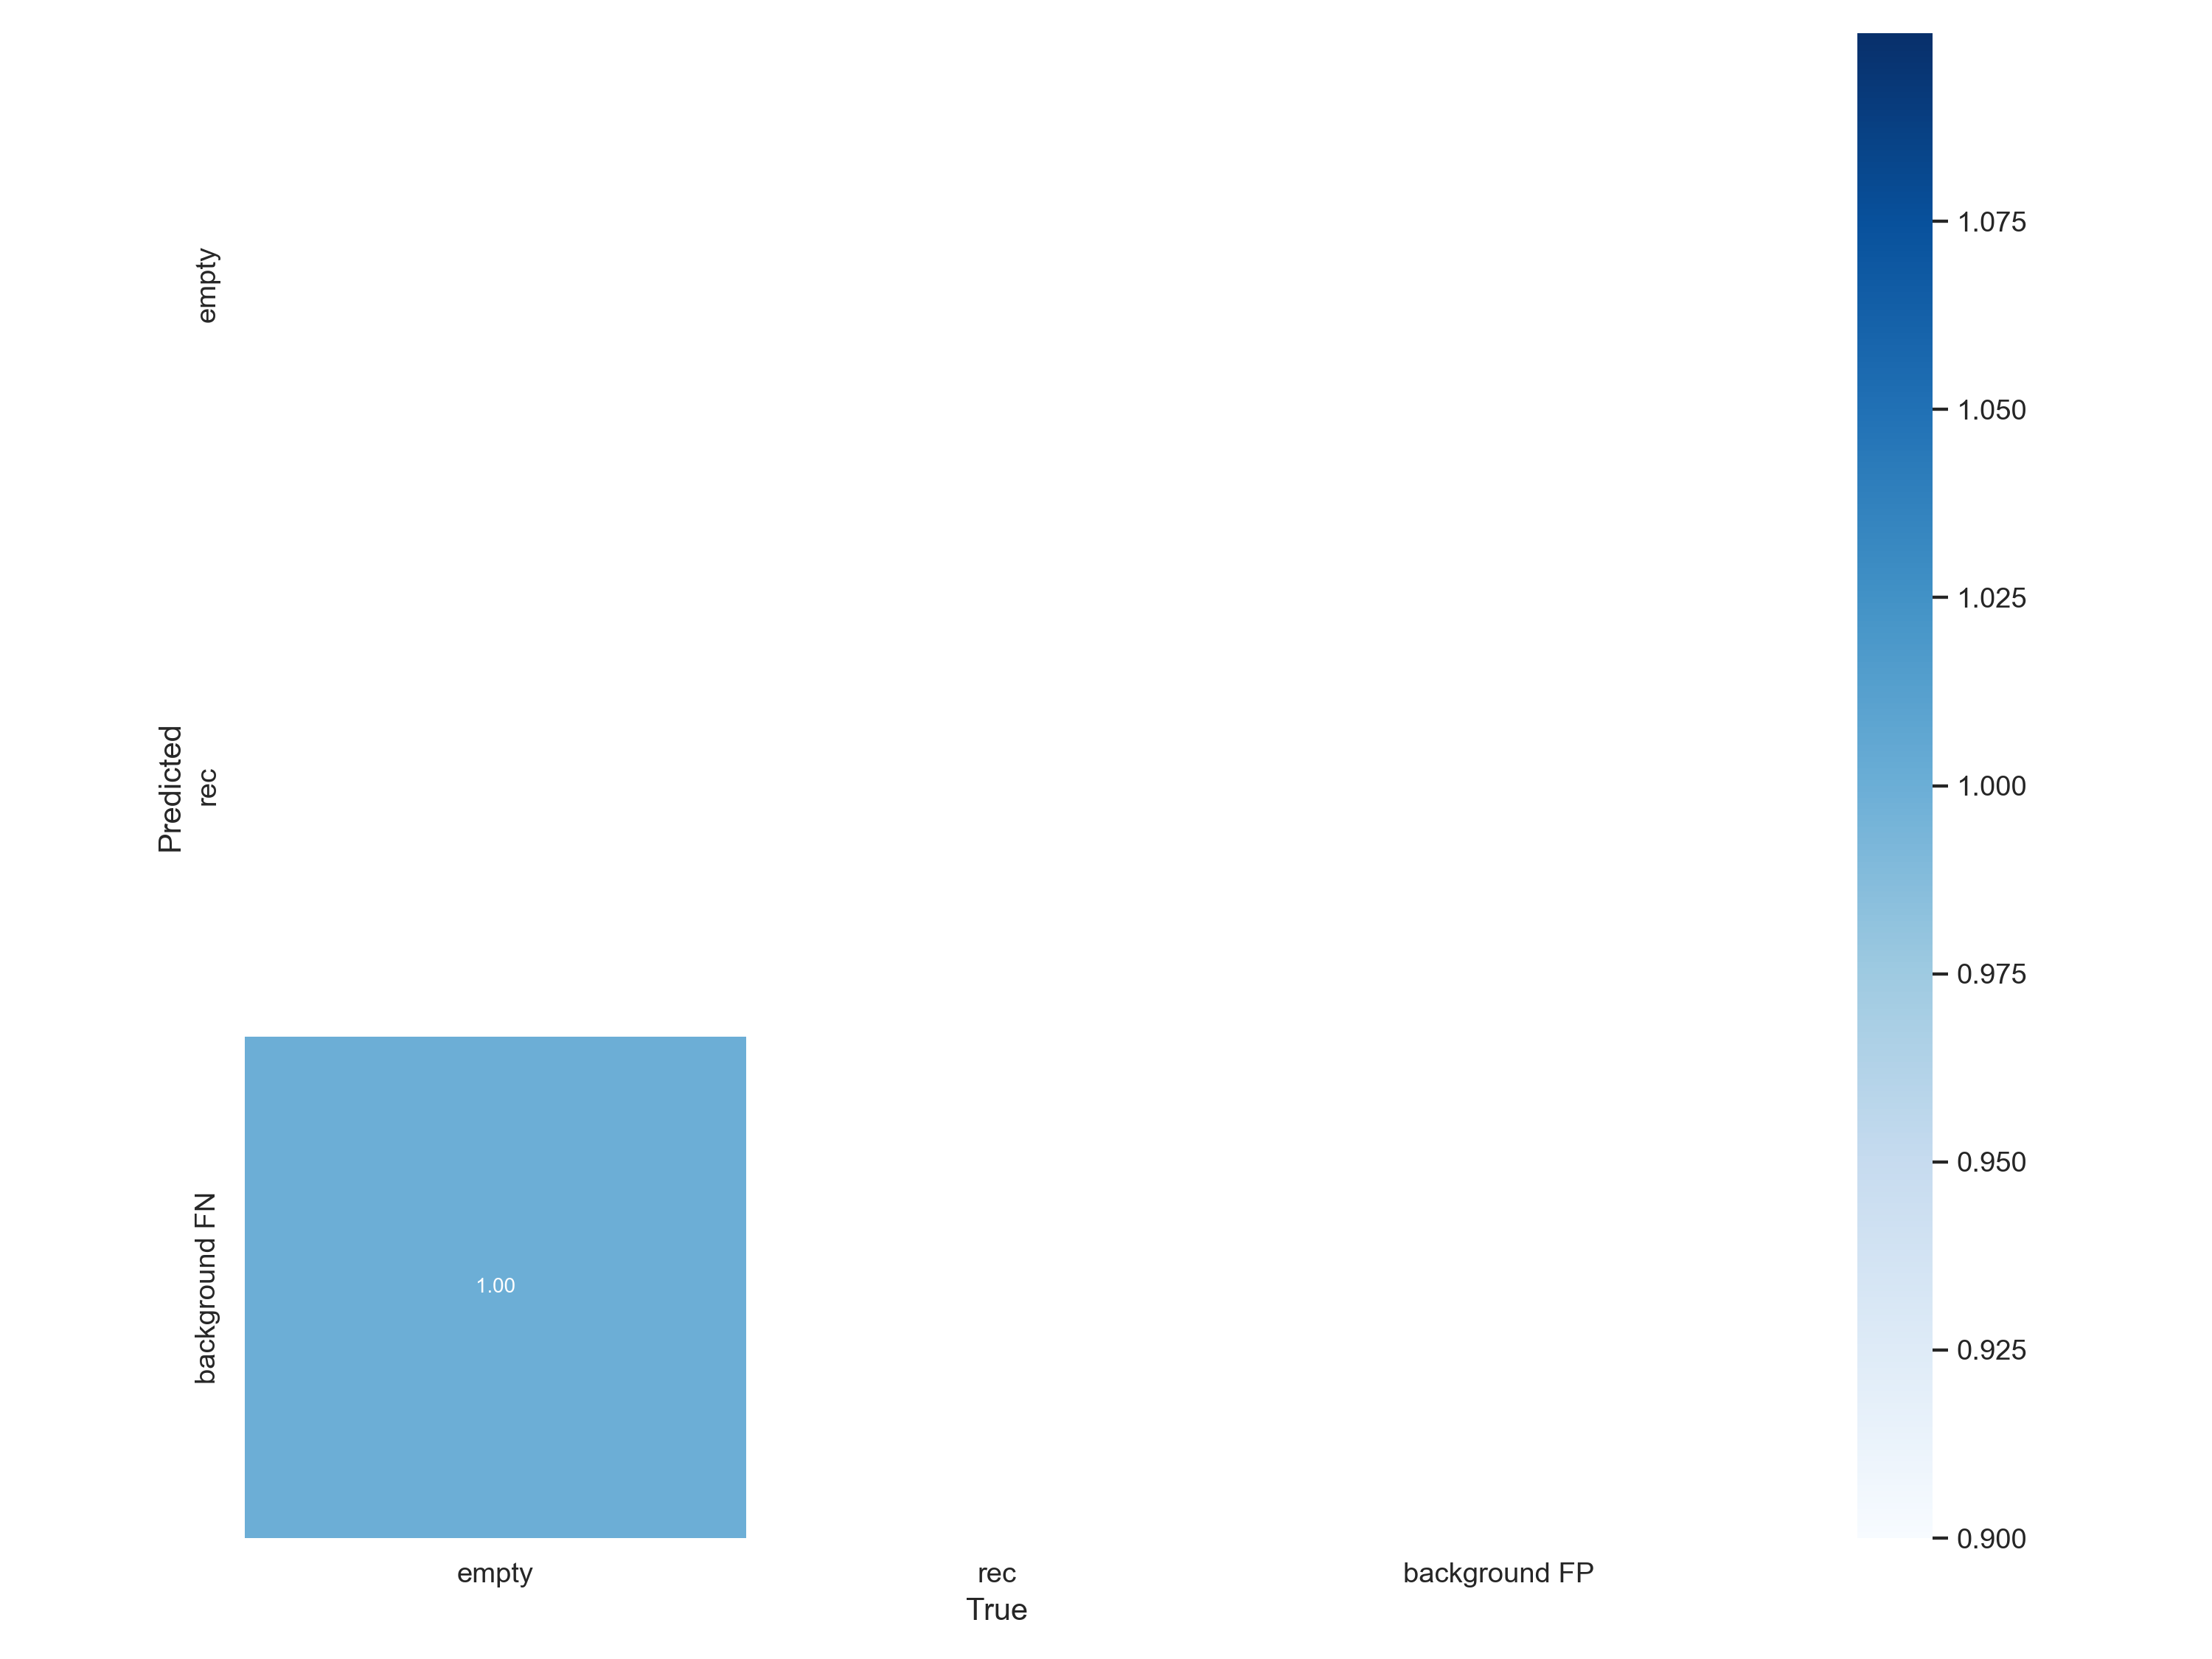 Predicted
empty
rec
background FN
1.00
empty
rec
background FP
True
1.075
1.050
1.025
1.000
0.975
0.950
0.925
0.900